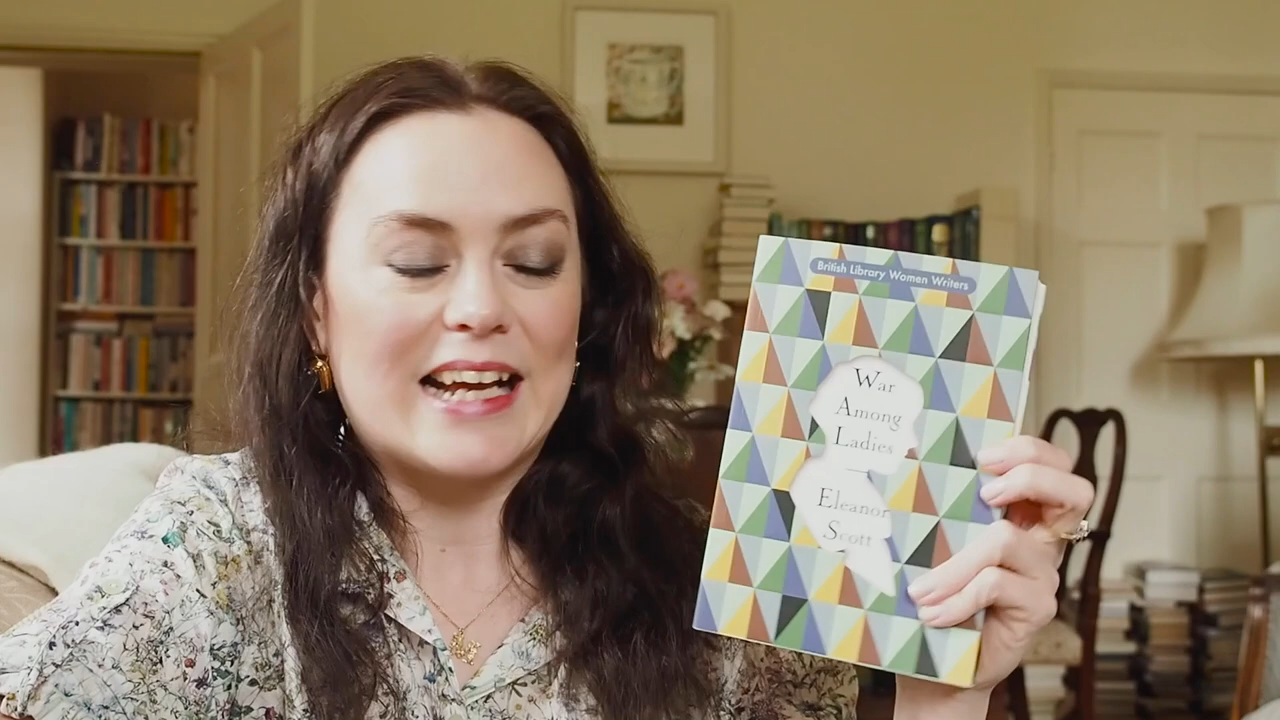 British Library Women Writers
War
Among
Ladies
Eleanor
Scott